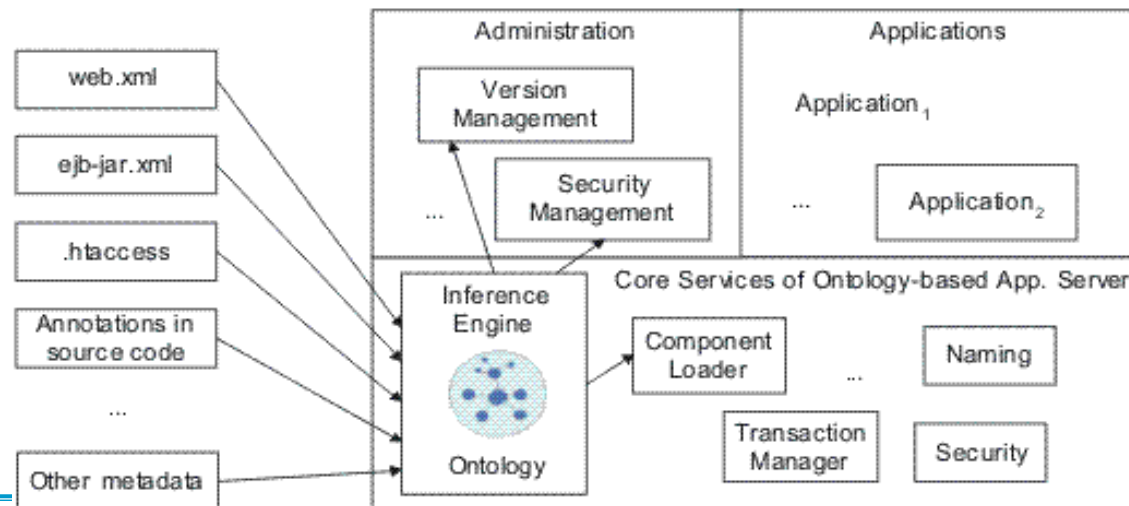 web.xml
ejb-jar.xml
.htaccess
Annotations in
source code
...
Other metadata
Administration
Version
Management
Security
Management
...
Applications
Application1
...
Application2
Core Services of Ontology-based App. Server
Inference
Engine
Ontology
Component
Loader
...
Naming
Transaction
Manager
Security